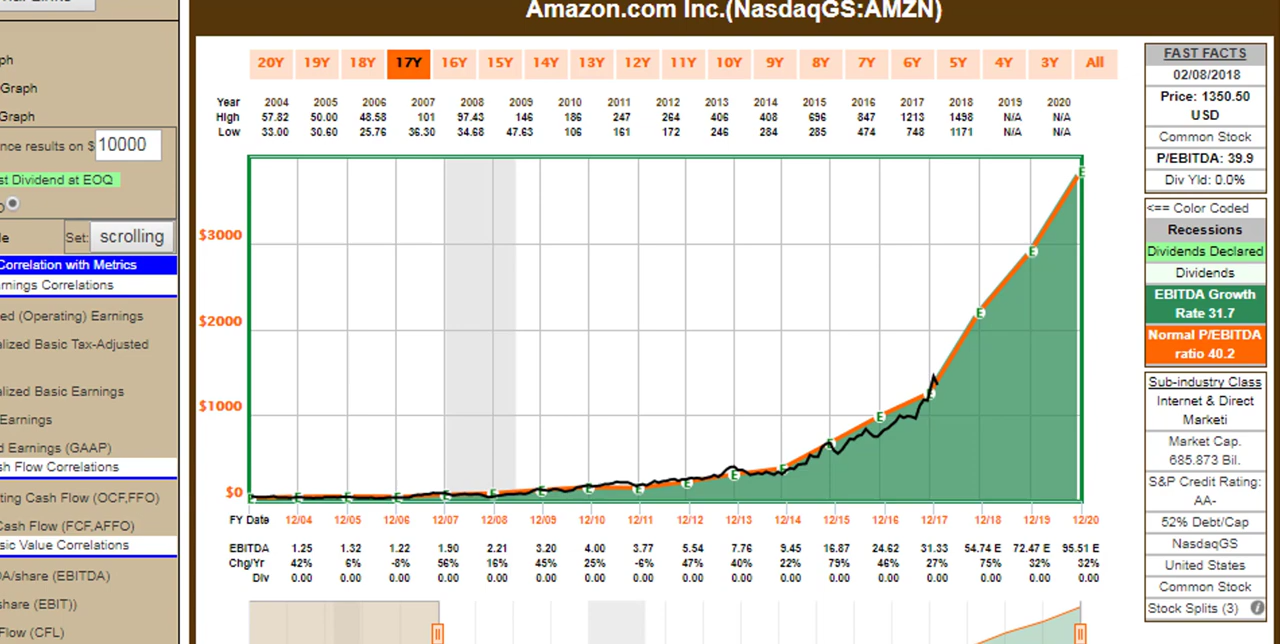 Amazon.com Inc.(NasdaqGS:AMZN)
ph
Graph
Graph
nce results on $ 10000
st Dividend at EOQ
Set: scrolling
Correlation with Metrics
rnings Correlations
ed (Operating) Earnings
alized Basic Tax-Adjusted
alized Basic Earnings
Earnings
d Earnings (GAAP)
sh Flow Correlations
ting Cash Flow (OCF,FFO)
Cash Flow (FCF,AFFO)
sic Value Correlations
DA/share (EBITDA)
share (EBIT))
Flow (CFL)
20Y 19Y 18Y 17Y 16Y 15Y 14Y 13Y 12Y 11Y 10Y 9Y 8Y 7Y 6Y 5Y 4Y 3Y All
Year 2004 2005 2006 2007 2008 2009 2010 2011 2012 2013 2014 2015 2016 2017 2018 2019 2020
High 57.82 50.00 48.58 101 97.43 146 186 247 264 406 408 696 847 1213 1498 N/A N/A
Low 33.00 30.60 25.76 36.30 34.68 47.63 106 161 172 246 284 285 474 748 1171 N/A N/A
$3000
$2000
$1000
$0
E E E E E E E E E E E E E E E E E E
FY Date 12/04 12/05 12/06 12/07 12/08 12/09 12/10 12/11 12/12 12/13 12/14 12/15 12/16 12/17 12/18 12/19 12/20
EBITDA 1.25 1.32 1.22 1.90 2.21 3.20 4.00 3.77 5.54 7.76 9.45 16.87 24.62 31.33 54.74 E 72.47 E 95.51 E
Chg/Yr 42% 6% -8% 56% 16% 45% 25% -6% 47% 40% 22% 79% 46% 27% 75% 32% 32%
Div 0.00 0.00 0.00 0.00 0.00 0.00 0.00 0.00 0.00 0.00 0.00 0.00 0.00 0.00 0.00 0.00 0.00
FAST FACTS
02/08/2018
Price: 1350.50
USD
Common Stock
P/EBITDA: 39.9
Div Yld: 0.0%
<== Color Coded
Recessions
Dividends Declared
Dividends
EBITDA Growth
Rate 31.7
Normal P/EBITDA
ratio 40.2
Sub-industry Class
Internet & Direct
Marketi
Market Cap.
685.873 Bil.
S&P Credit Rating:
AA-
52% Debt/Cap
NasdaqGS
United States
Common Stock
Stock Splits (3) i